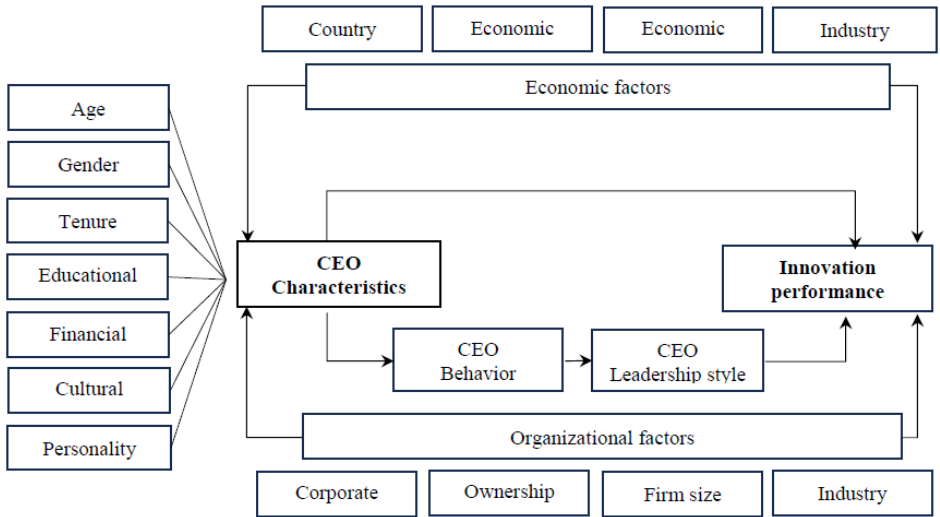 Country
Economic
Economic
Industry
Economic factors
Age
Gender
Tenure
Educational
Financial
Cultural
Personality
CEO
Characteristics
Innovation
performance
CEO
Behavior
CEO
Leadership style
Organizational factors
Corporate
Ownership
Firm size
Industry